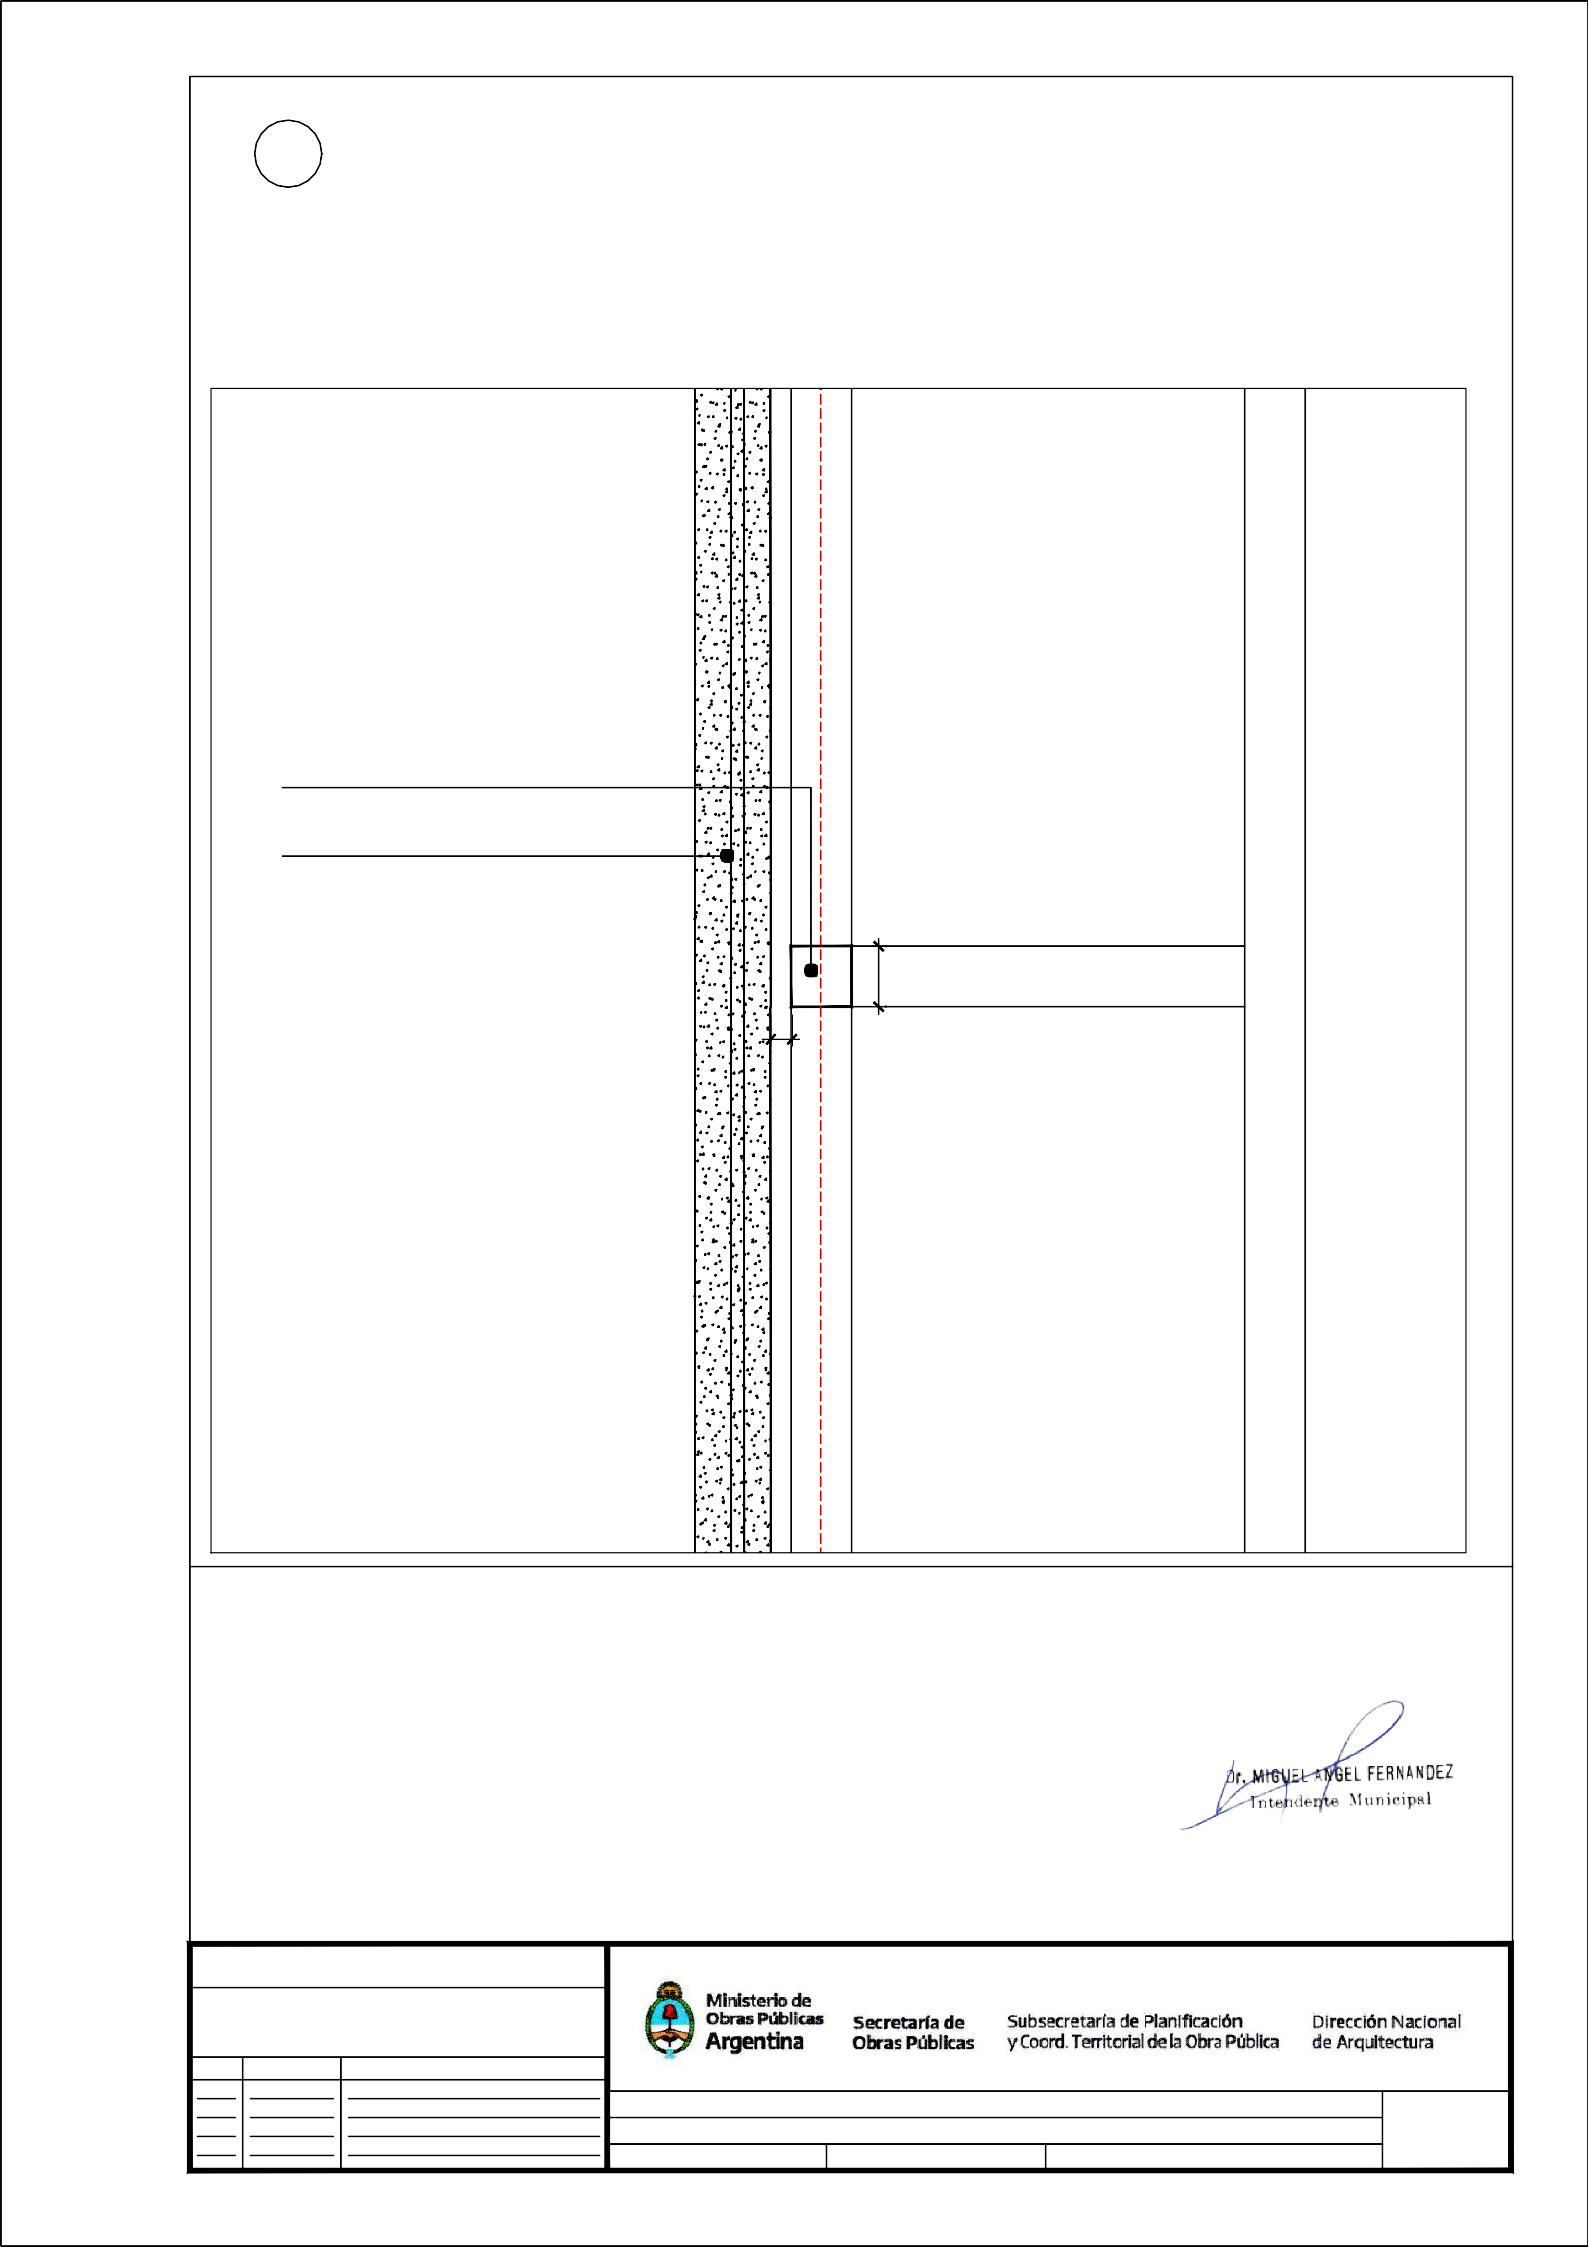 Dr. MIGUEL ANGEL FERNANDEZ
Intendente Municipal
Ministerio de
Obras Públicas
Argentina
Secretaría de
Obras Públicas
Subsecretaría de Planificación
y Coord. Territorial de la Obra Pública
Dirección Nacional
de Arquitectura